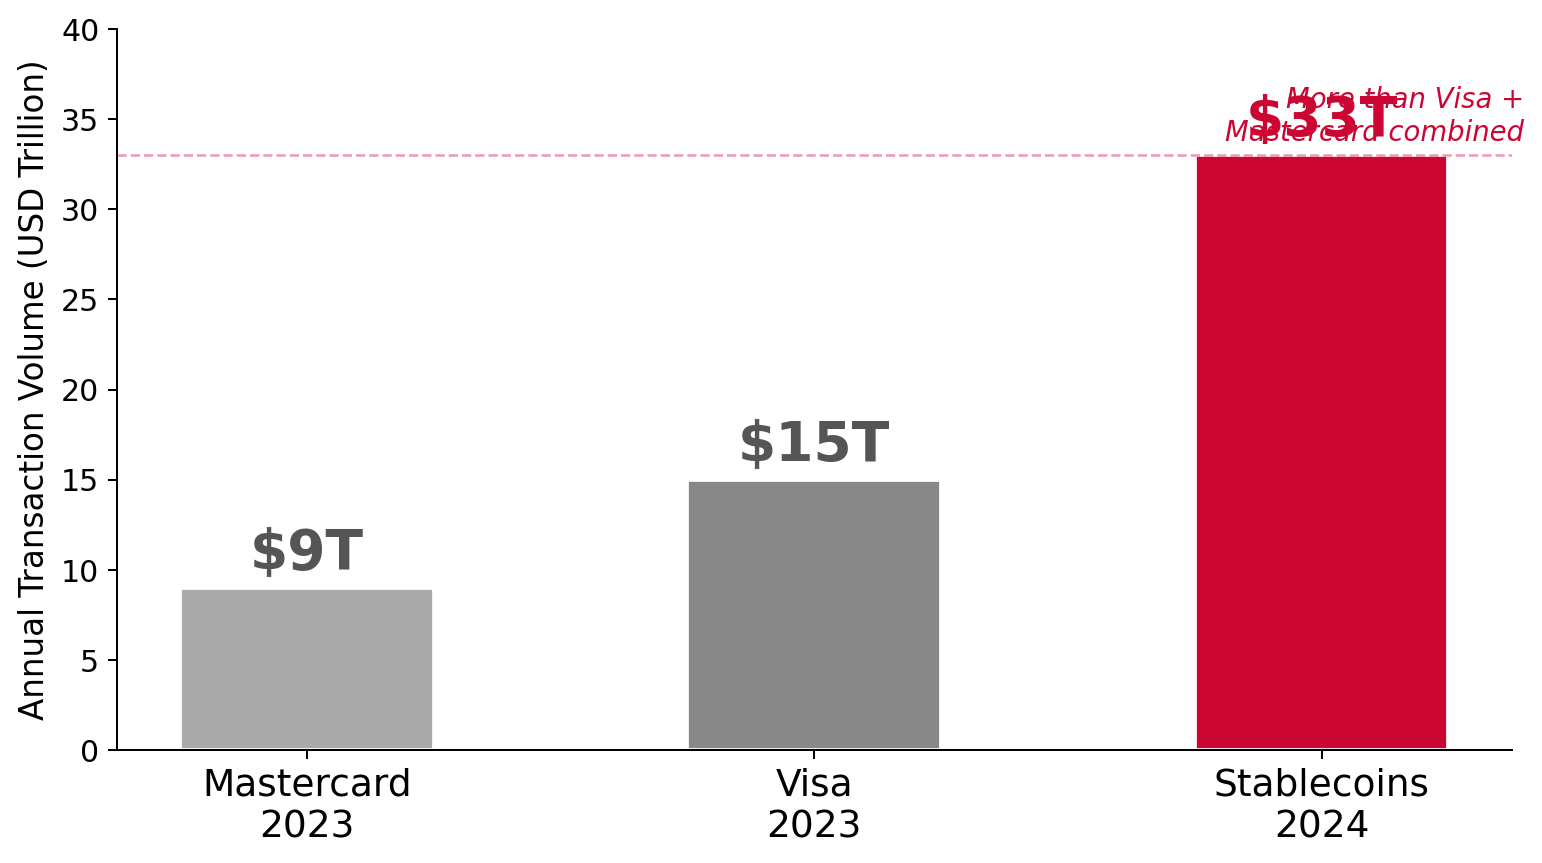 Annual Transaction Volume (USD Trillion)
40
35
30
25
20
15
10
5
0
$9T
$15T
$33T
More than Visa +
Mastercard combined
Mastercard
2023
Visa
2023
Stablecoins
2024